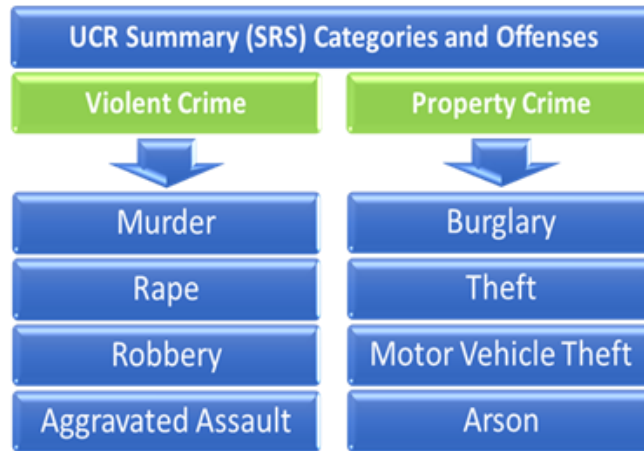 UCR Summary (SRS) Categories and Offenses
Violent Crime
Murder
Rape
Robbery
Aggravated Assault
Property Crime
Burglary
Theft
Motor Vehicle Theft
Arson